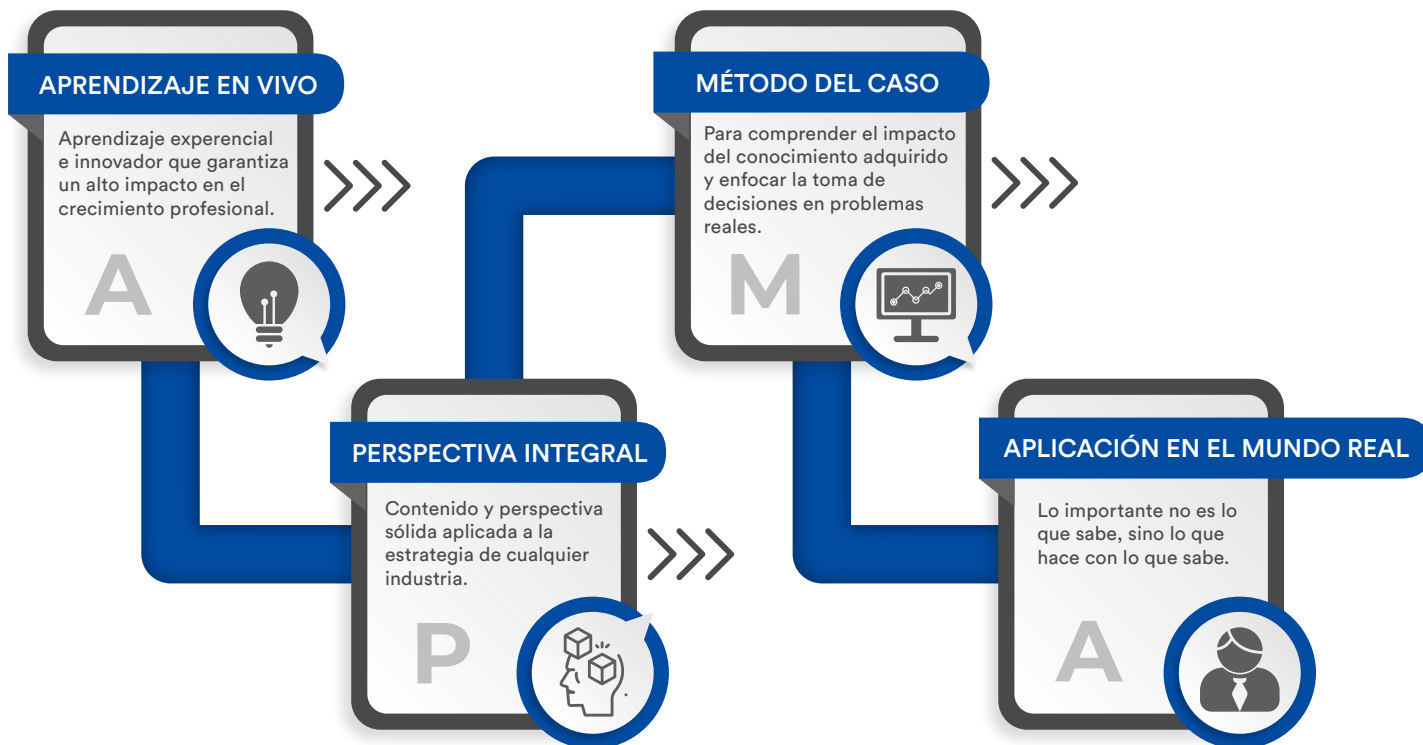 APRENDIZAJE EN VIVO
Aprendizaje experencial
e innovador que garantiza
un alto impacto en el
crecimiento profesional.
A
PERSPECTIVA INTEGRAL
Contenido y perspectiva
sólida aplicada a la
estrategia de cualquier
industria.
P
MÉTODO DEL CASO
Para comprender el impacto
del conocimiento adquirido
y enfocar la toma de
decisiones en problemas
reales.
M
APLICACIÓN EN EL MUNDO REAL
Lo importante no es lo
que sabe, sino lo que
hace con lo que sabe.
A